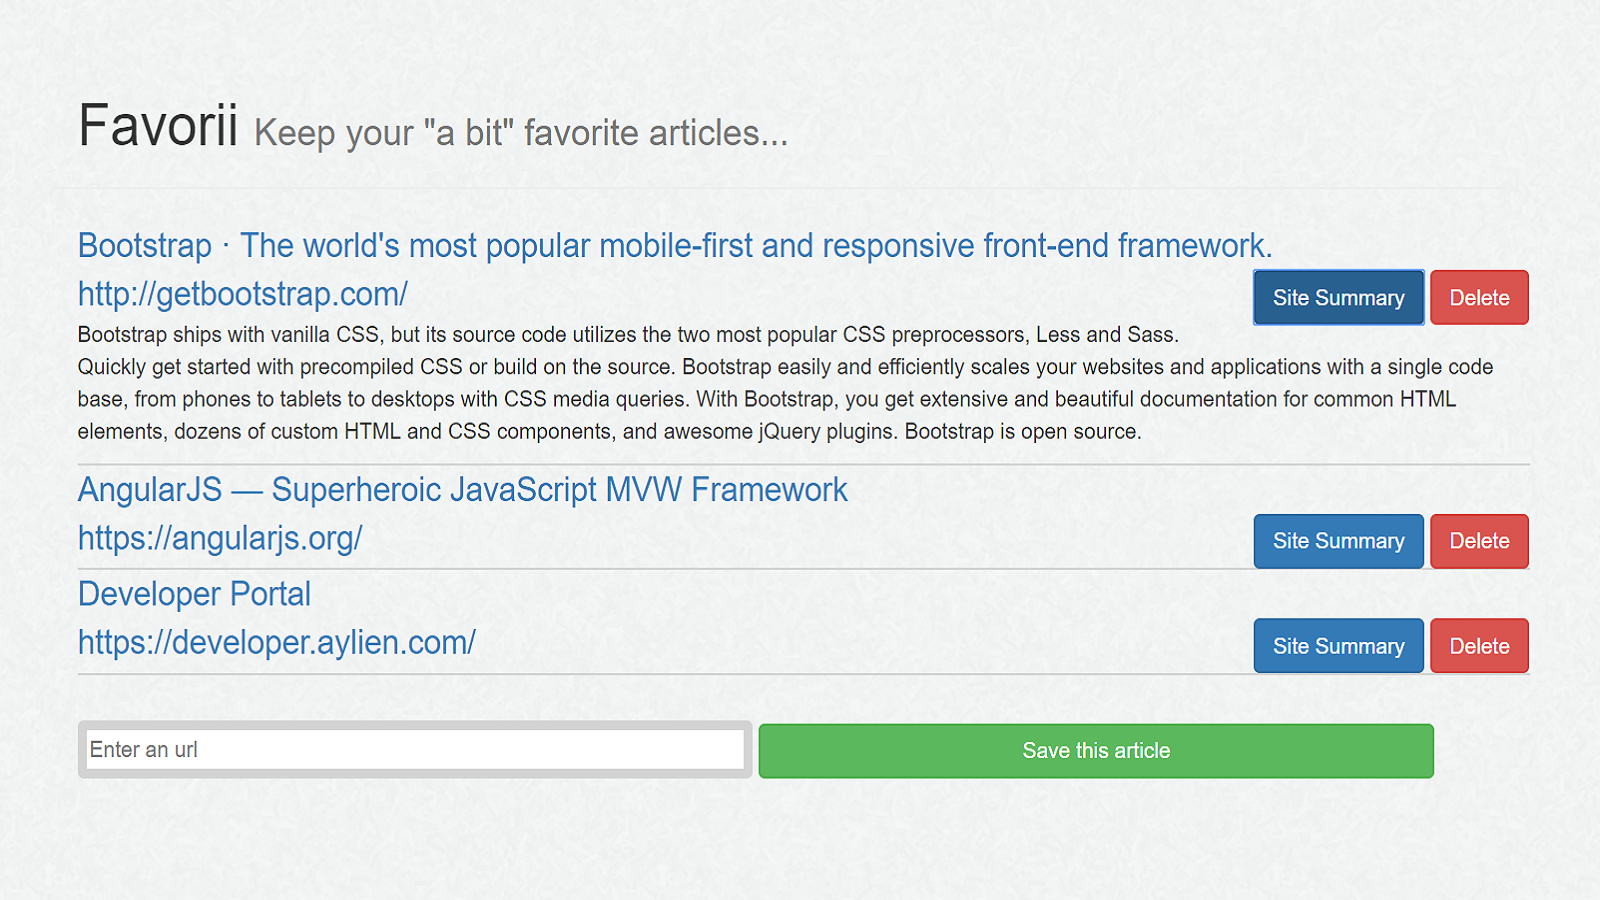 Favorii Keep your "a bit" favorite articles...
Bootstrap · The world's most popular mobile-first and responsive front-end framework.
http://getbootstrap.com/
Site Summary Delete
Bootstrap ships with vanilla CSS, but its source code utilizes the two most popular CSS preprocessors, Less and Sass.
Quickly get started with precompiled CSS or build on the source. Bootstrap easily and efficiently scales your websites and applications with a single code
base, from phones to tablets to desktops with CSS media queries. With Bootstrap, you get extensive and beautiful documentation for common HTML
elements, dozens of custom HTML and CSS components, and awesome jQuery plugins. Bootstrap is open source.
AngularJS — Superheroic JavaScript MVW Framework
https://angularjs.org/
Site Summary Delete
Developer Portal
https://developer.aylien.com/
Site Summary Delete
Enter an url
Save this article